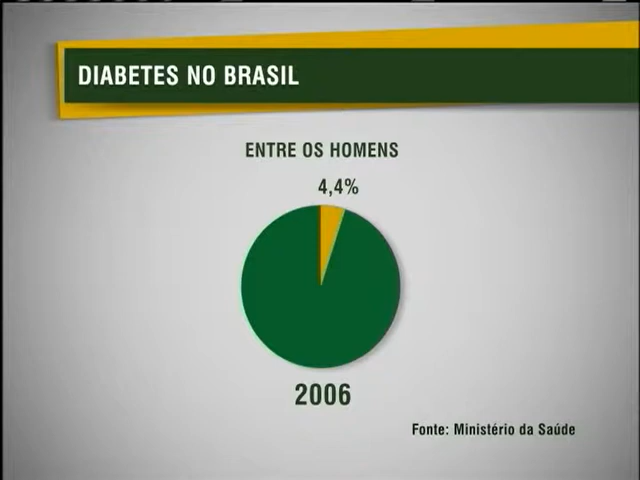 DIABETES NO BRASIL
ENTRE OS HOMENS
4,4%
2006
Fonte: Ministério da Saúde